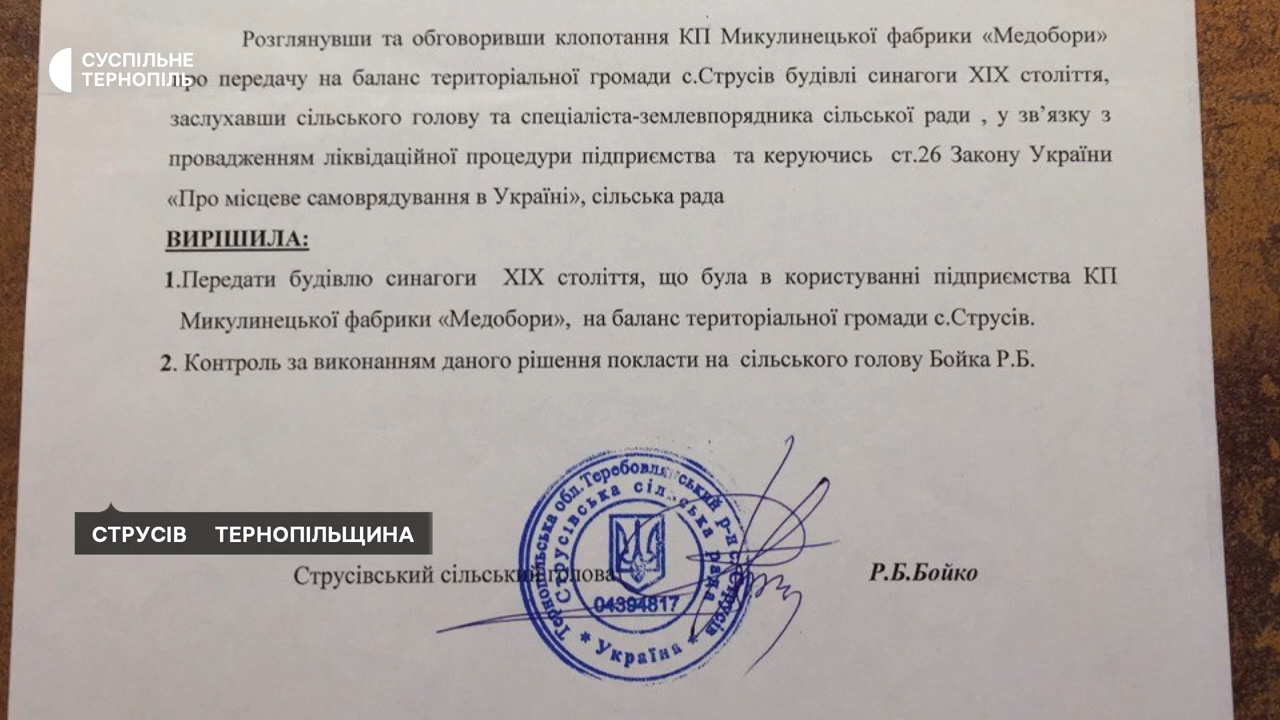 СУСПІЛЬНЕ
ТЕРНОПІЛЬ
Розглянувши та обговоривши клопотання КП Микулинецької фабрики «Медобори»
про передачу на баланс територіальної громади с.Струсів будівлі синагоги XIX століття,
заслухавши сільського голову та спеціаліста-землевпорядника сільської ради , у зв’язку з
провадженням ліквідаційної процедури підприємства та керуючись ст.26 Закону України
«Про місцеве самоврядування в Україні», сільська рада
ВИРІШИЛА:
1.Передати будівлю синагоги XIX століття, що була в користуванні підприємства КП
Микулинецької фабрики «Медобори», на баланс територіальної громади с.Струсів.
2. Контроль за виконанням даного рішення покласти на сільського голову Бойка Р.Б.
СТРУСІВ ТЕРНОПІЛЬЩИНА
Струсівський сільський голова
Р.Б.Бойко
Тернопільська обл.Теребовлянський р-н с.Струсів
Струсівська сільська рада
04394817
* Україна *